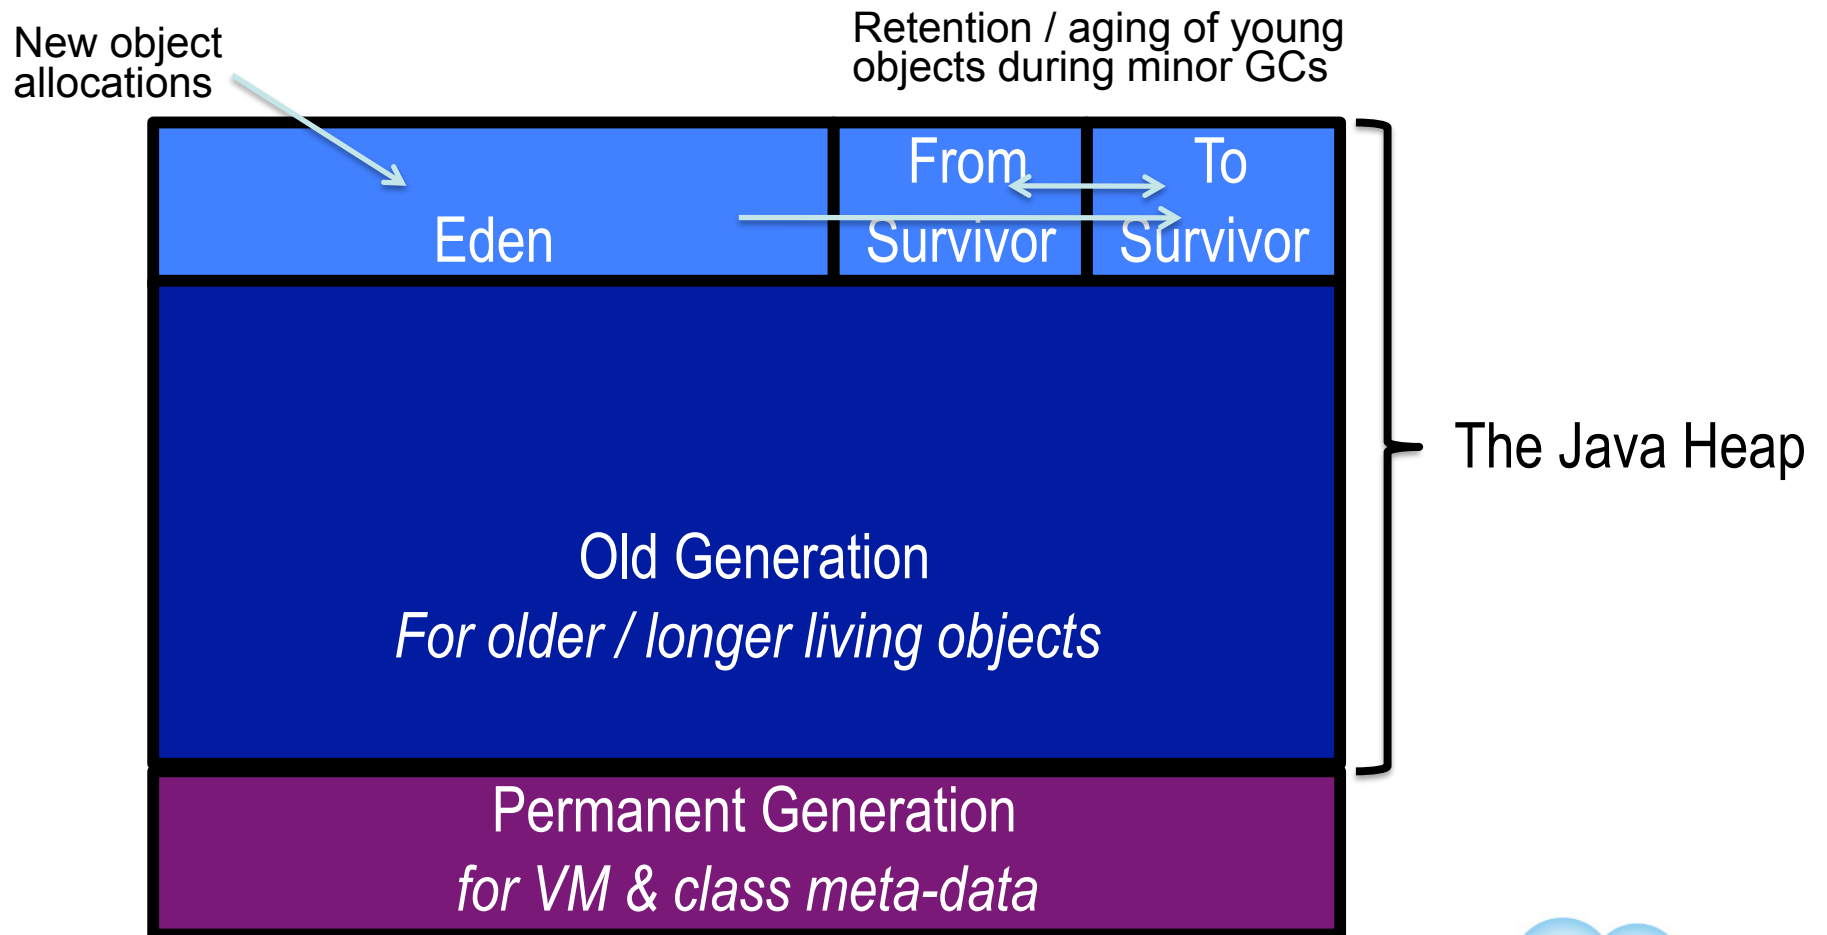 New object
allocations
Retention / aging of young
objects during minor GCs
From
To
Eden
Survivor
Survivor
The Java Heap
Old Generation
For older / longer living objects
Permanent Generation
for VM & class meta-data